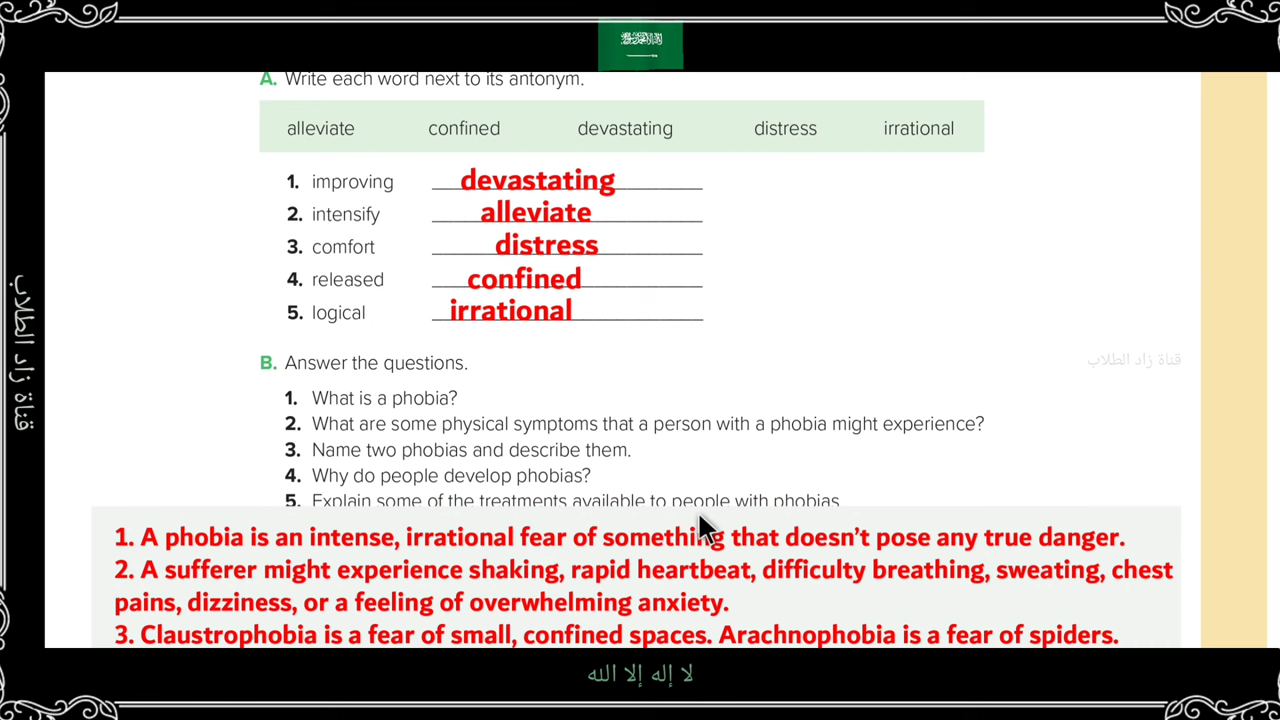 A. Write each word next to its antonym.
alleviate confined devastating distress irrational
1. improving devastating
2. intensify alleviate
3. comfort distress
4. released confined
5. logical irrational
B. Answer the questions.
1. What is a phobia?
2. What are some physical symptoms that a person with a phobia might experience?
3. Name two phobias and describe them.
4. Why do people develop phobias?
5. Explain some of the treatments available to people with phobias
1. A phobia is an intense, irrational fear of something that doesn't pose any true danger.
2. A sufferer might experience shaking, rapid heartbeat, difficulty breathing, sweating, chest
pains, dizziness, or a feeling of overwhelming anxiety.
3. Claustrophobia is a fear of small, confined spaces. Arachnophobia is a fear of spiders.
قناة زاد الطلاب
قناة زاد الطلاب
لا إله إلا الله